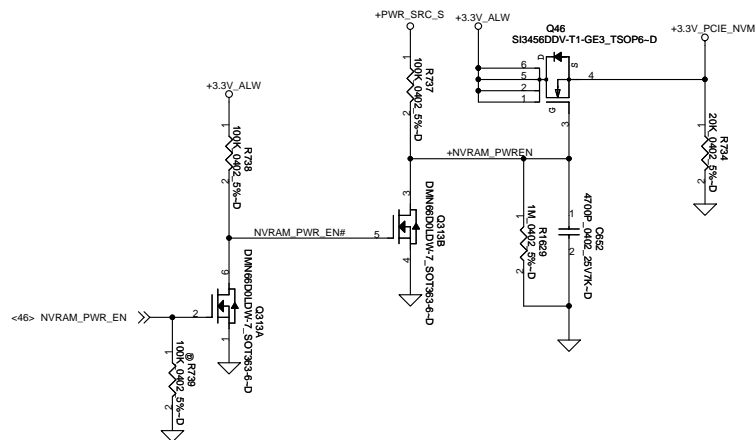 +PWR_SRC_S
+3.3V_ALW
Q46
SI3456DDV-T1-GE3_TSOP6~D
+3.3V_PCIE_NVM
D
S
G
6
5
2
1
4
3
1
2
R737
100K_0402_5%~D
+3.3V_ALW
1
2
R738
100K_0402_5%~D
1
2
R734
20K_0402_5%~D
+NVRAM_PWREN
3
5
4
Q313B
DMN66D0LDW-7_SOT363-6~D
NVRAM_PWR_EN#
1
2
R1629
1M_0402_5%~D
1
2
C652
4700P_0402_25V7K~D
6
2
1
Q313A
DMN66D0LDW-7_SOT363-6~D
<46> NVRAM_PWR_EN
1
2
@ R739
100K_0402_5%~D